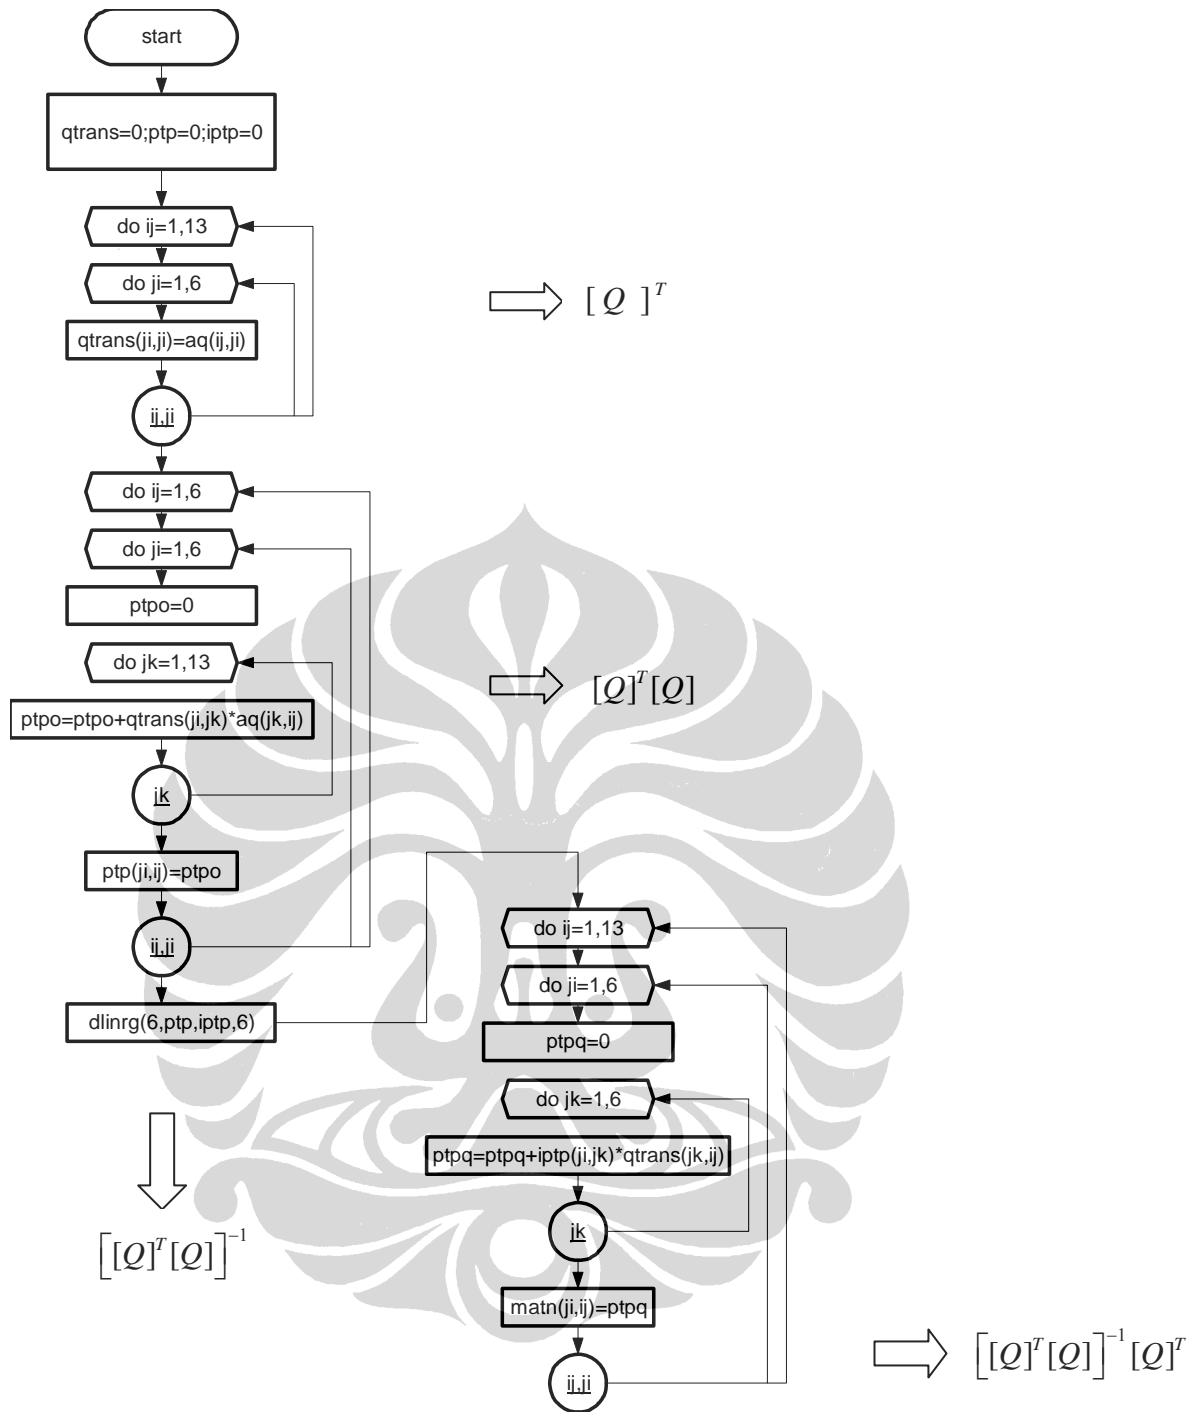 start
qtrans=0;ptp=0;iptp=0
do ij=1,13
do ji=1,6
qtrans(ji,ji)=aq(ij,ji)
ij,ji
[ Q ]^T
do ij=1,6
do ji=1,6
ptpo=0
do jk=1,13
ptpo=ptpo+qtrans(ji,jk)*aq(jk,ij)
jk
ptp(ji,ij)=ptpo
ij,ji
dlinrg(6,ptp,iptp,6)
[Q]^T[Q]
[[Q]^T[Q]]^-1
do ij=1,13
do ji=1,6
ptpq=0
do jk=1,6
ptpq=ptpq+iptp(ji,jk)*qtrans(jk,ij)
jk
matn(ji,ij)=ptpq
ij,ji
[[Q]^T[Q]]^-1[Q]^T